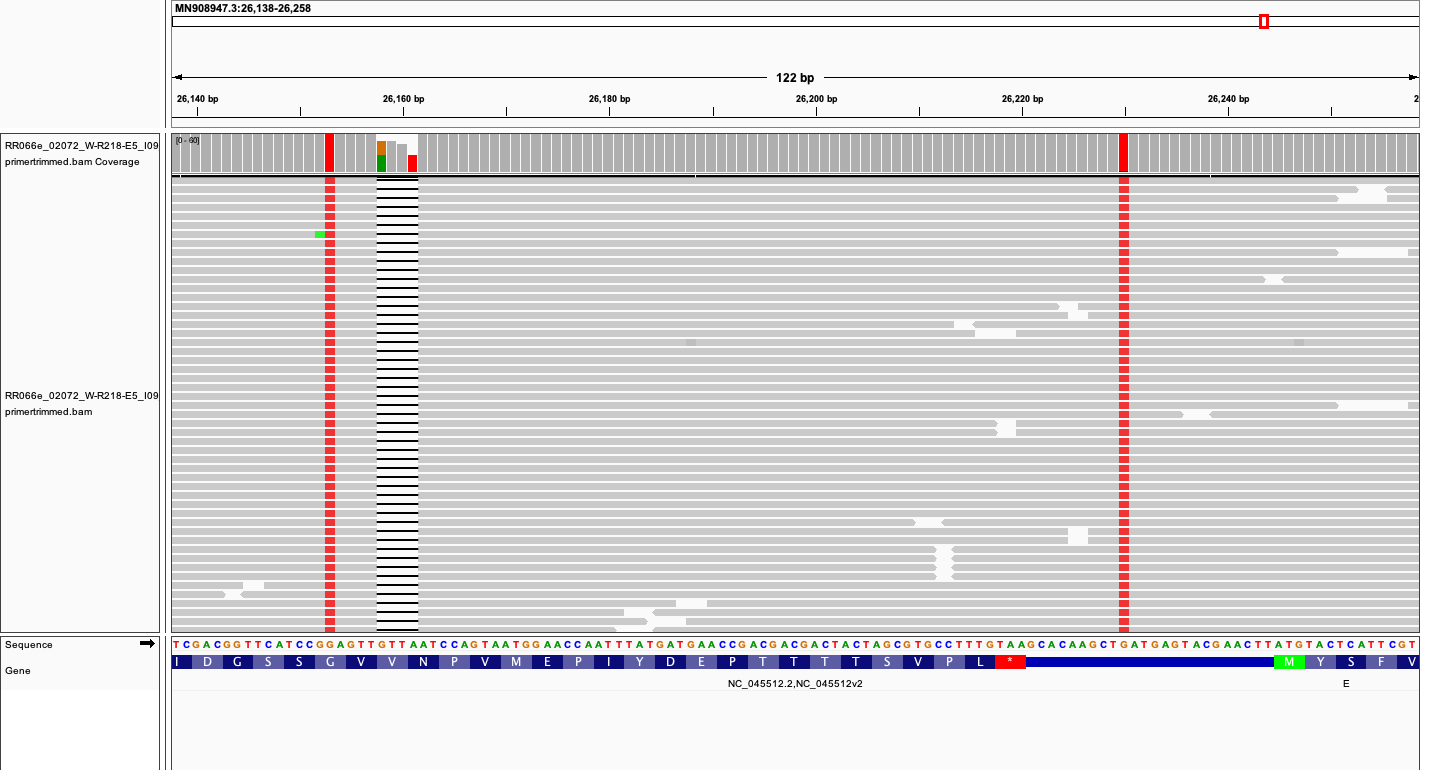 MN908947.3:26,138-26,258
122 bp
26,140 bp 26,160 bp 26,180 bp 26,200 bp 26,220 bp 26,240 bp 2
RR066e_02072_W-R218-E5_I09
primertrimmed.bam Coverage
[0 - 60]
RR066e_02072_W-R218-E5_I09
primertrimmed.bam
Sequence TCGACGGTTCATCCGGAGTTGTTAATCCAGTAATGGAACCAATTTATGATGAACCGACGACGACTACTAGCGTGCCTTTGTAAGCACAAGCTGATGAGTACGAACTTATGTACTCATTCGT
Gene I D G S S G V V N P V M E P I Y D E P T T T T S V P L * M Y S F V
NC_045512.2,NC_045512v2 E